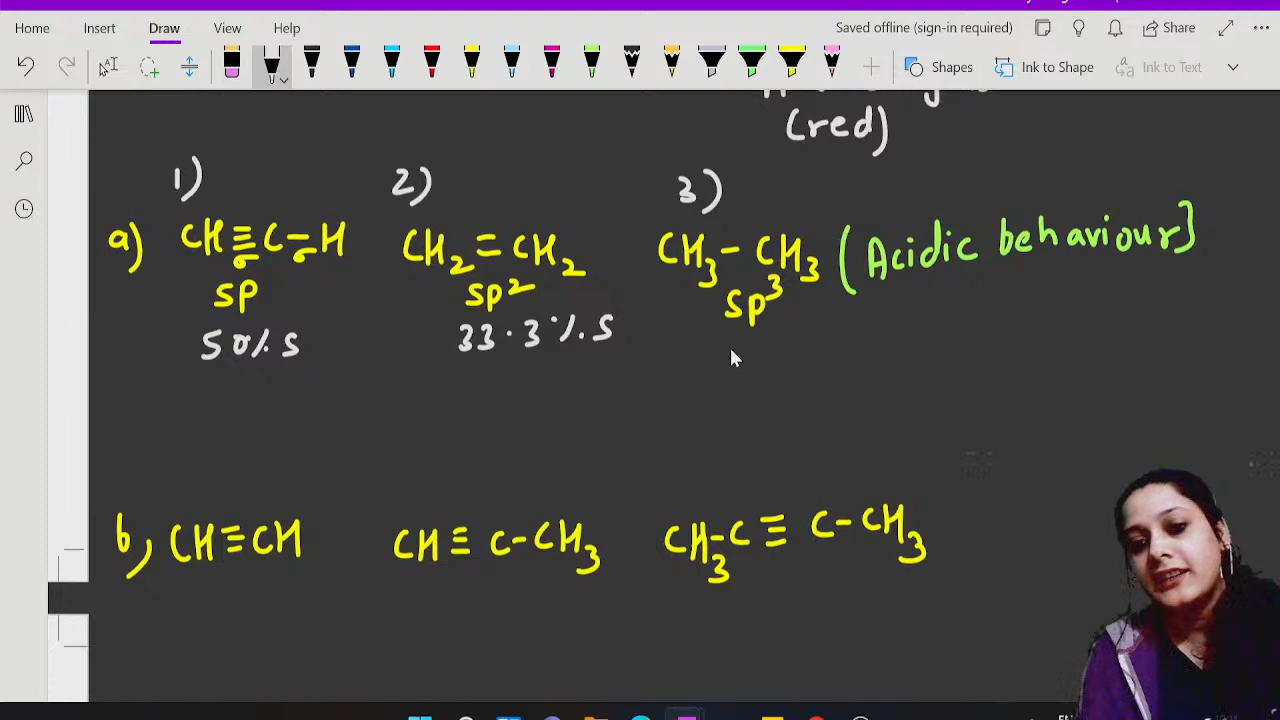 Home Insert Draw View Help Saved offline (sign-in required) Share
Shapes Ink to Shape Ink to Text
(red)
1) 2) 3)
a) CH≡C-H CH₂=CH₂ CH₃-CH₃ (Acidic behaviour]
sp sp² sp³
50% S 33.3% S
b, CH≡CH CH≡C-CH₃ CH₃-C≡C-CH₃